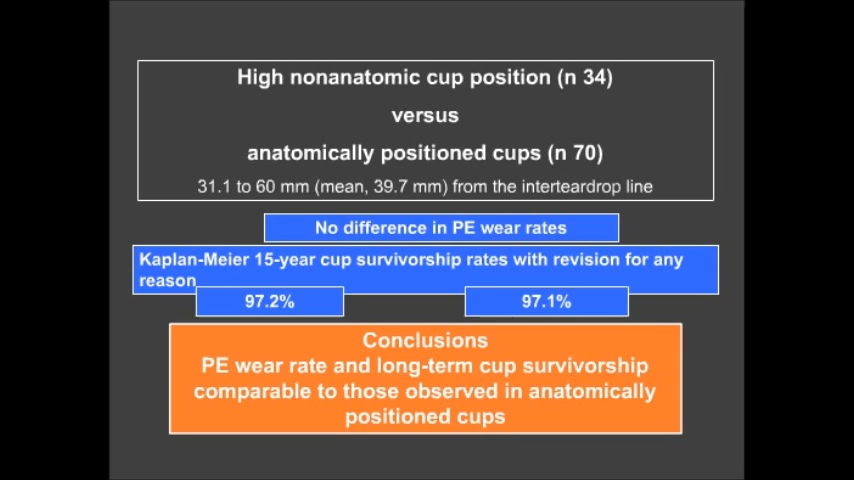 High nonanatomic cup position (n 34)
versus
anatomically positioned cups (n 70)
31.1 to 60 mm (mean, 39.7 mm) from the interteardrop line
No difference in PE wear rates
Kaplan-Meier 15-year cup survivorship rates with revision for any
reason
97.2%
97.1%
Conclusions
PE wear rate and long-term cup survivorship
comparable to those observed in anatomically
positioned cups